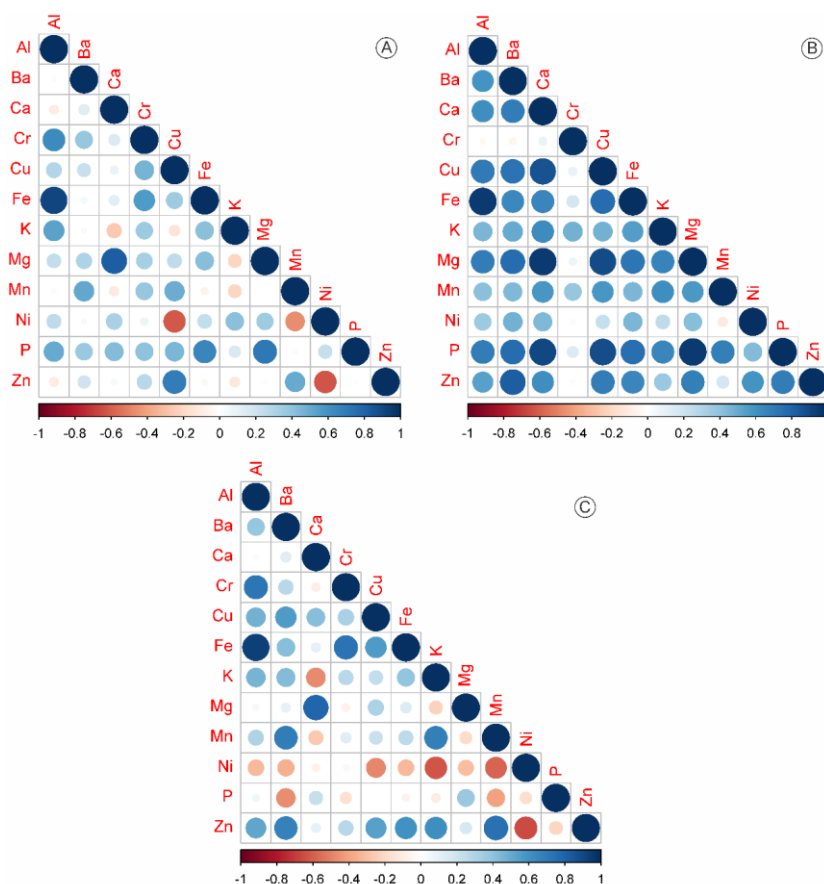 Al
Ba
Ca
Cr
Cu
Fe
K
Mg
Mn
Ni
P
Zn
A
Al
Ba
Ca
Cr
Cu
Fe
K
Mg
Mn
Ni
P
Zn
-1 -0.8 -0.6 -0.4 -0.2 0 0.2 0.4 0.6 0.8 1
Al
Ba
Ca
Cr
Cu
Fe
K
Mg
Mn
Ni
P
Zn
B
Al
Ba
Ca
Cr
Cu
Fe
K
Mg
Mn
Ni
P
Zn
-1 -0.8 -0.6 -0.4 -0.2 0 0.2 0.4 0.6 0.8
Al
Ba
Ca
Cr
Cu
Fe
K
Mg
Mn
Ni
P
Zn
C
Al
Ba
Ca
Cr
Cu
Fe
K
Mg
Mn
Ni
P
Zn
-1 -0.8 -0.6 -0.4 -0.2 0 0.2 0.4 0.6 0.8 1